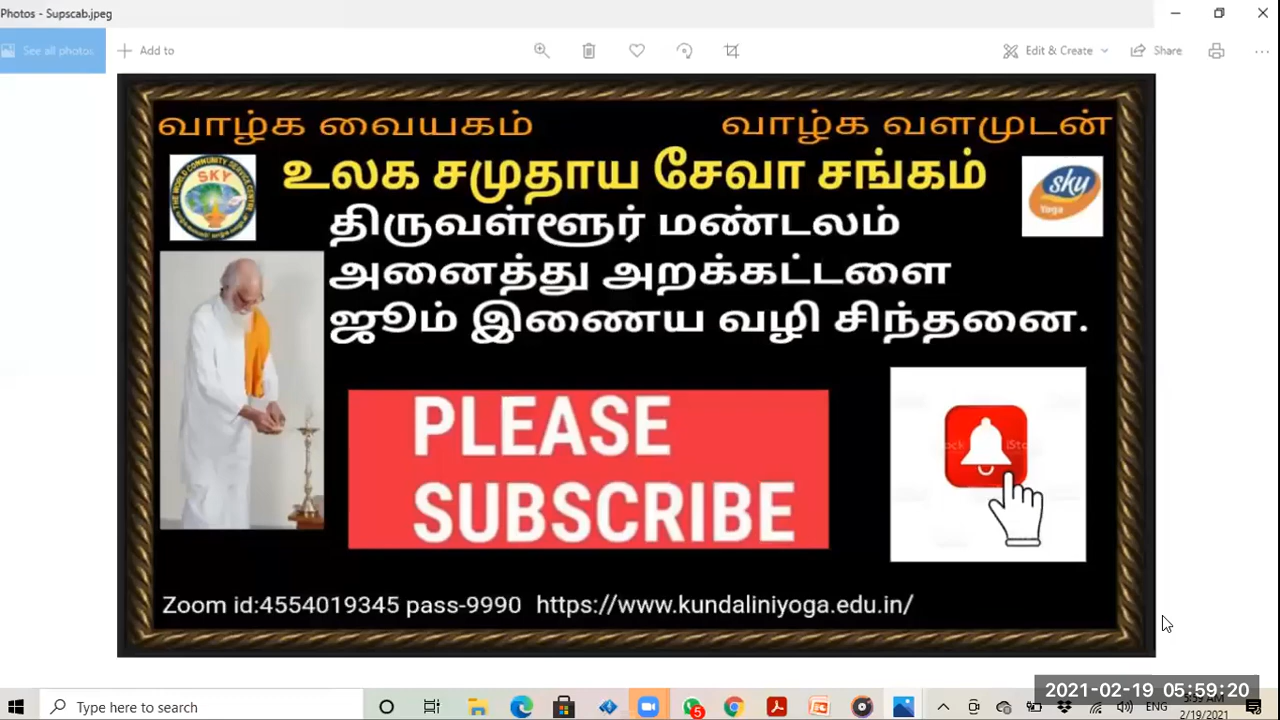 Photos - Supscab.jpeg
See all photos
Add to
Edit & Create
Share
வாழ்க வையகம் வாழ்க வளமுடன்
உலக சமுதாய சேவா சங்கம்
SKY
sky
Yoga
திருவள்ளூர் மண்டலம்
அனைத்து அறக்கட்டளை
ஜூம் இணைய வழி சிந்தனை.
PLEASE
SUBSCRIBE
Zoom id:4554019345 pass-9990 https://www.kundaliniyoga.edu.in/
2021-02-19 05:59:20
Type here to search
5
ENG
2/19/2021